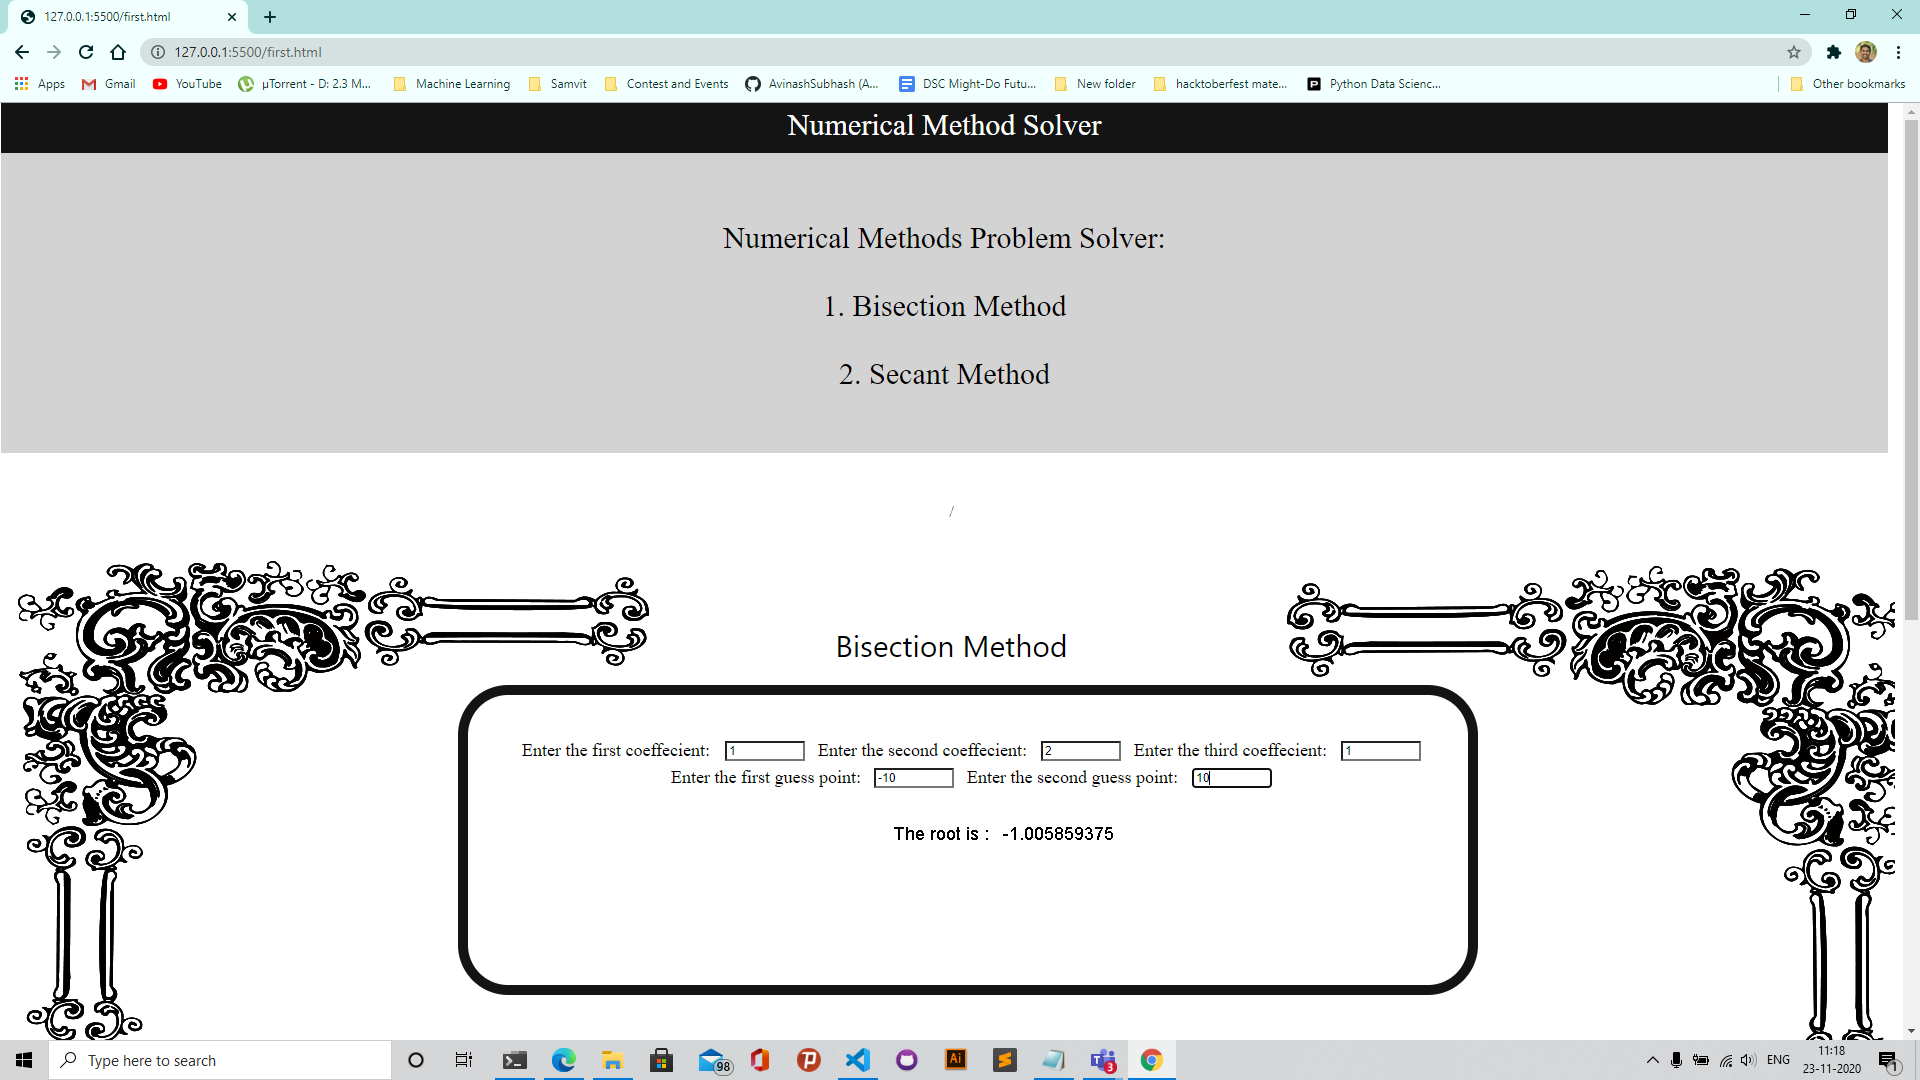 127.0.0.1:5500/first.html
127.0.0.1:5500/first.html
Apps
Gmail
YouTube
µTorrent - D: 2.3 M...
Machine Learning
Samvit
Contest and Events
AvinashSubhash (A...
DSC Might-Do Futu...
New folder
hacktoberfest mate...
Python Data Scienc...
Other bookmarks
Numerical Method Solver
Numerical Methods Problem Solver:
1. Bisection Method
2. Secant Method
/
Bisection Method
Enter the first coeffecient: 1 Enter the second coeffecient: 2 Enter the third coeffecient: 1
Enter the first guess point: -10 Enter the second guess point: 10
The root is : -1.005859375
Type here to search
98
Ai
3
ENG
11:18
23-11-2020
1